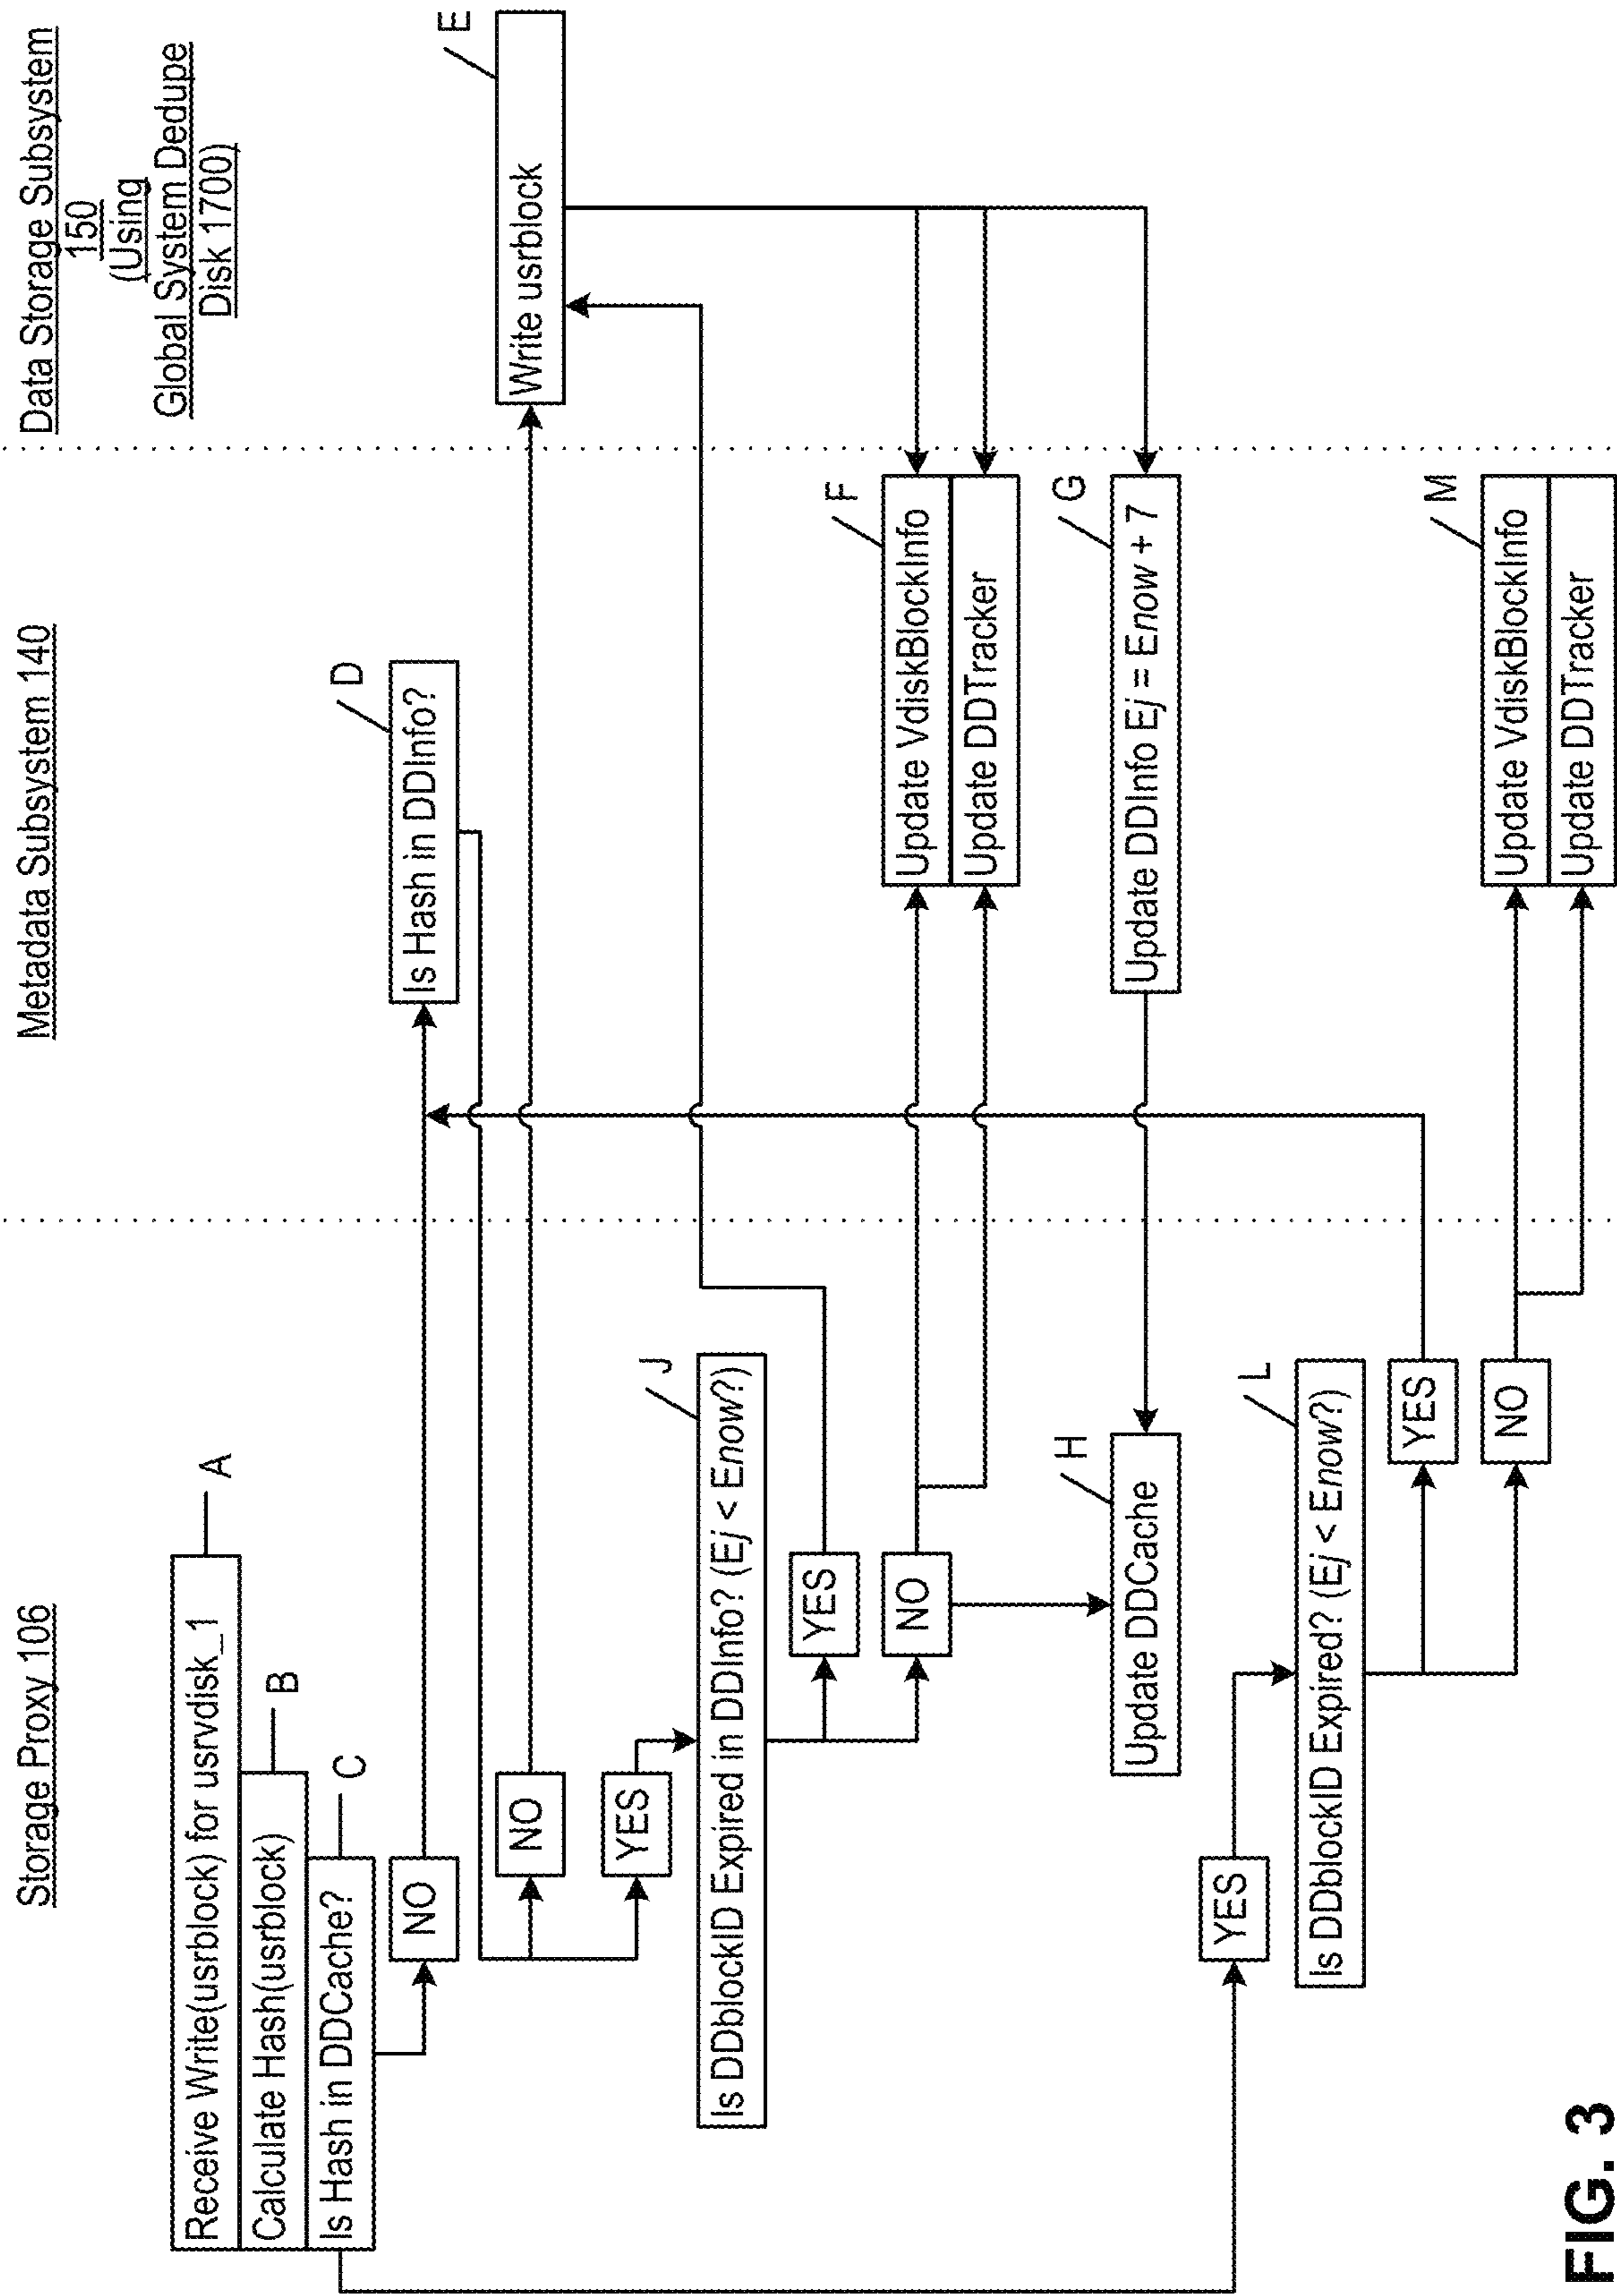 Storage Proxy 106
Metadata Subsystem 140
Data Storage Subsystem
150
(Using
Global System Dedupe
Disk 1700)
Receive Write(usrblock) for usrvdisk_1
A
Calculate Hash(usrblock)
B
Is Hash in DDCache?
C
NO
Is Hash in DDInfo?
D
NO
Write usrblock
E
YES
Is DDblockID Expired in DDInfo? (Ej < Enow?)
J
YES
NO
Update VdiskBlockInfo
F
Update DDTracker
Update DDCache
H
Update DDInfo Ej = Enow + 7
G
YES
Is DDblockID Expired? (Ej < Enow?)
L
YES
NO
Update VdiskBlockInfo
M
Update DDTracker
FIG. 3